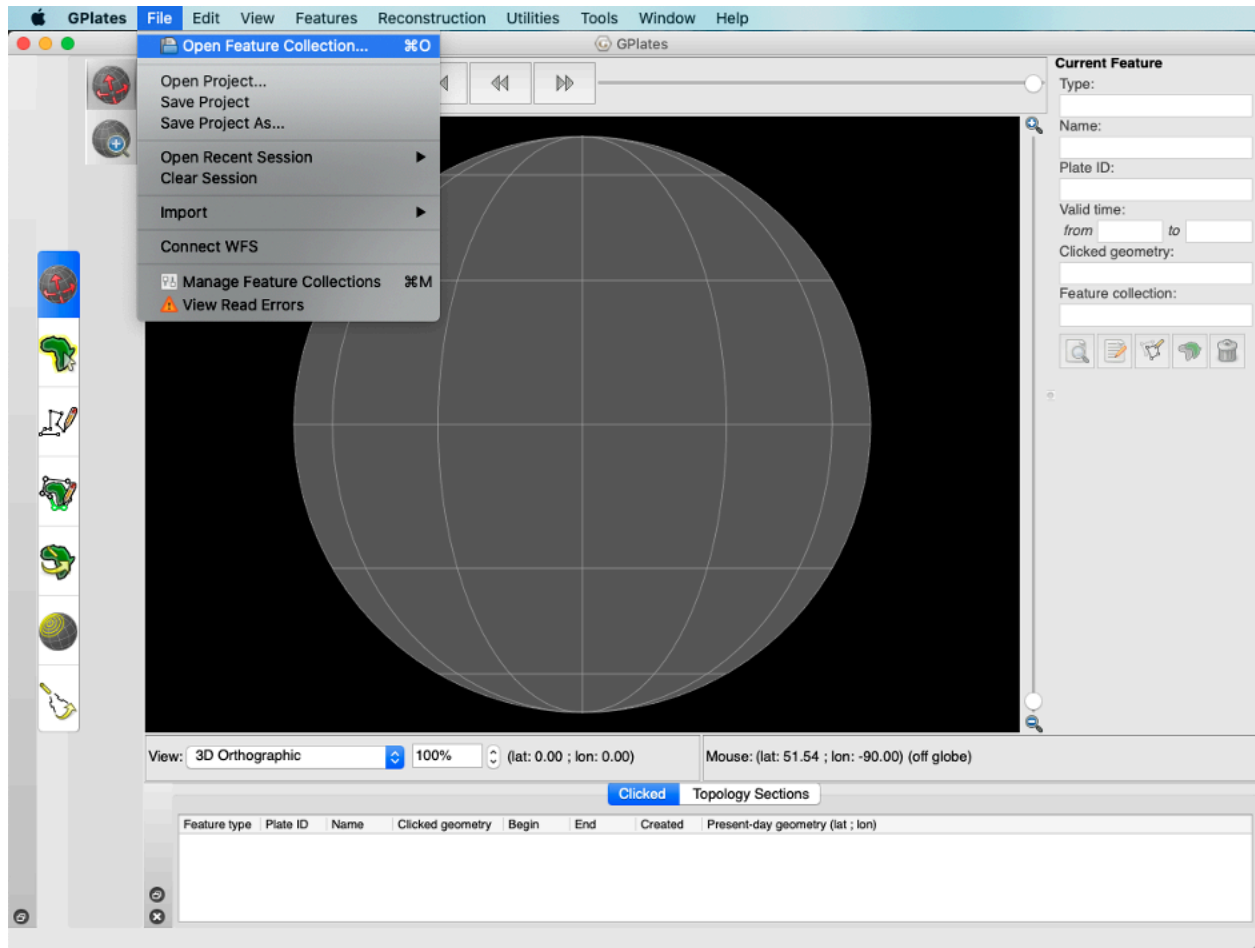 GPlates File Edit View Features Reconstruction Utilities Tools Window Help
GPlates
Open Feature Collection... ⌘O
Open Project...
Save Project
Save Project As...
Open Recent Session
Clear Session
Import
Connect WFS
Manage Feature Collections ⌘M
View Read Errors
Current Feature
Type:
Name:
Plate ID:
Valid time:
from to
Clicked geometry:
Feature collection:
View: 3D Orthographic 100% (lat: 0.00 ; lon: 0.00) Mouse: (lat: 51.54 ; lon: -90.00) (off globe)
Clicked Topology Sections
Feature type Plate ID Name Clicked geometry Begin End Created Present-day geometry (lat ; lon)